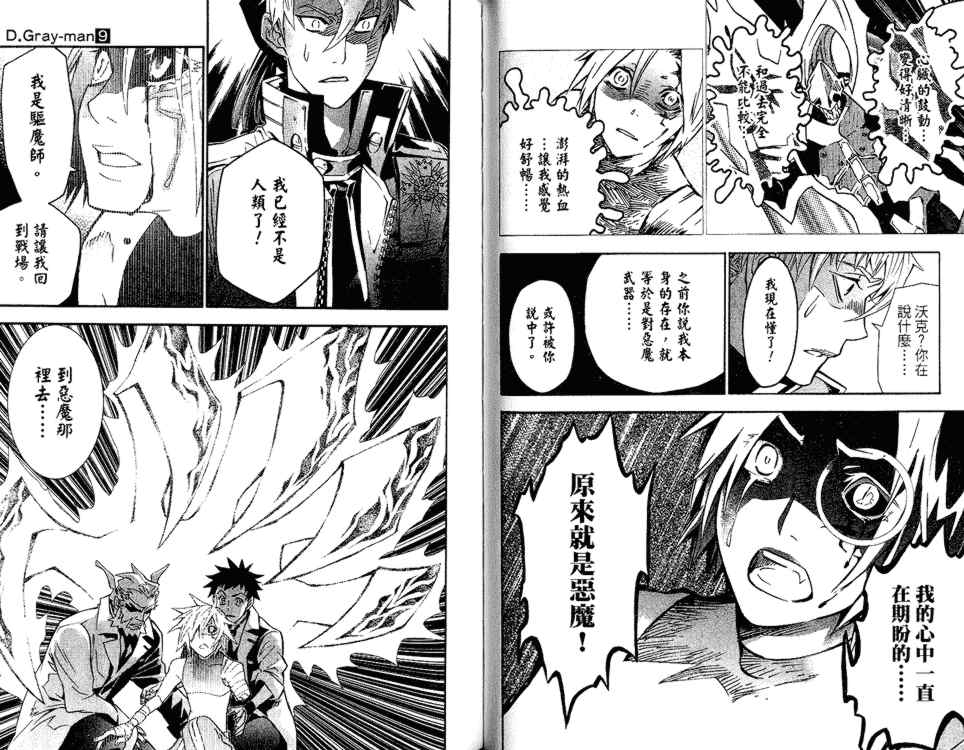 心臟的鼓動…
變得好清晰…
和過去完全
不能比較…
澎湃的熱血
…讓我感覺
好舒暢……
沃克？你在
說什麼……
我現在懂了！
之前你說我本
身的存在，就
等於是對惡魔
武器……
或許被你
說中了。
我的心中一直
在期盼的……
原來就是惡魔！
D.Gray-man 9
我已經不是
人類了！
我是驅魔師。
請讓我回
到戰場。
到惡魔那
裡去……